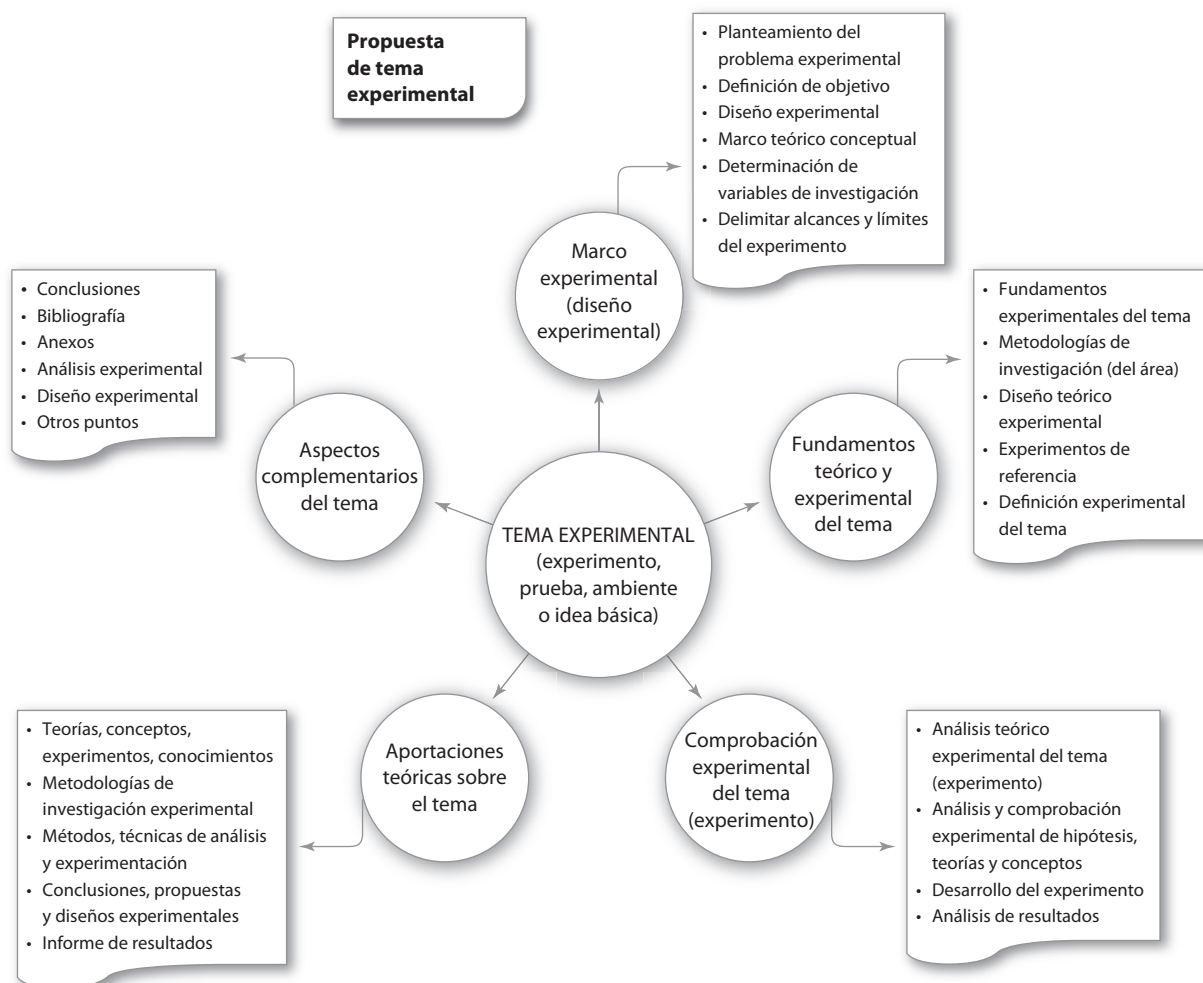 Propuesta
de tema
experimental
• Planteamiento del
problema experimental
• Definición de objetivo
• Diseño experimental
• Marco teórico conceptual
• Determinación de
variables de investigación
• Delimitar alcances y límites
del experimento
Marco
experimental
(diseño
experimental)
• Conclusiones
• Bibliografía
• Anexos
• Análisis experimental
• Diseño experimental
• Otros puntos
Aspectos
complementarios
del tema
• Fundamentos
experimentales del tema
• Metodologías de
investigación (del área)
• Diseño teórico
experimental
• Experimentos de
referencia
• Definición experimental
del tema
Fundamentos
teórico y
experimental
del tema
TEMA EXPERIMENTAL
(experimento,
prueba, ambiente
o idea básica)
• Teorías, conceptos,
experimentos, conocimientos
• Metodologías de
investigación experimental
• Métodos, técnicas de análisis
y experimentación
• Conclusiones, propuestas
y diseños experimentales
• Informe de resultados
Aportaciones
teóricas sobre
el tema
Comprobación
experimental
del tema
(experimento)
• Análisis teórico
experimental del tema
(experimento)
• Análisis y comprobación
experimental de hipótesis,
teorías y conceptos
• Desarrollo del experimento
• Análisis de resultados